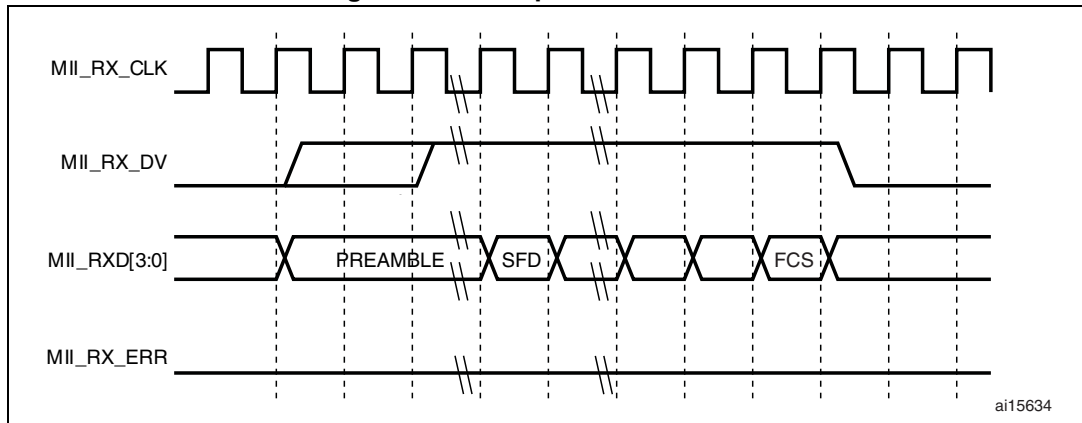 MII_RX_CLK
MII_RX_DV
MII_RXD[3:0]
PREAMBLE
SFD
FCS
MII_RX_ERR
ai15634